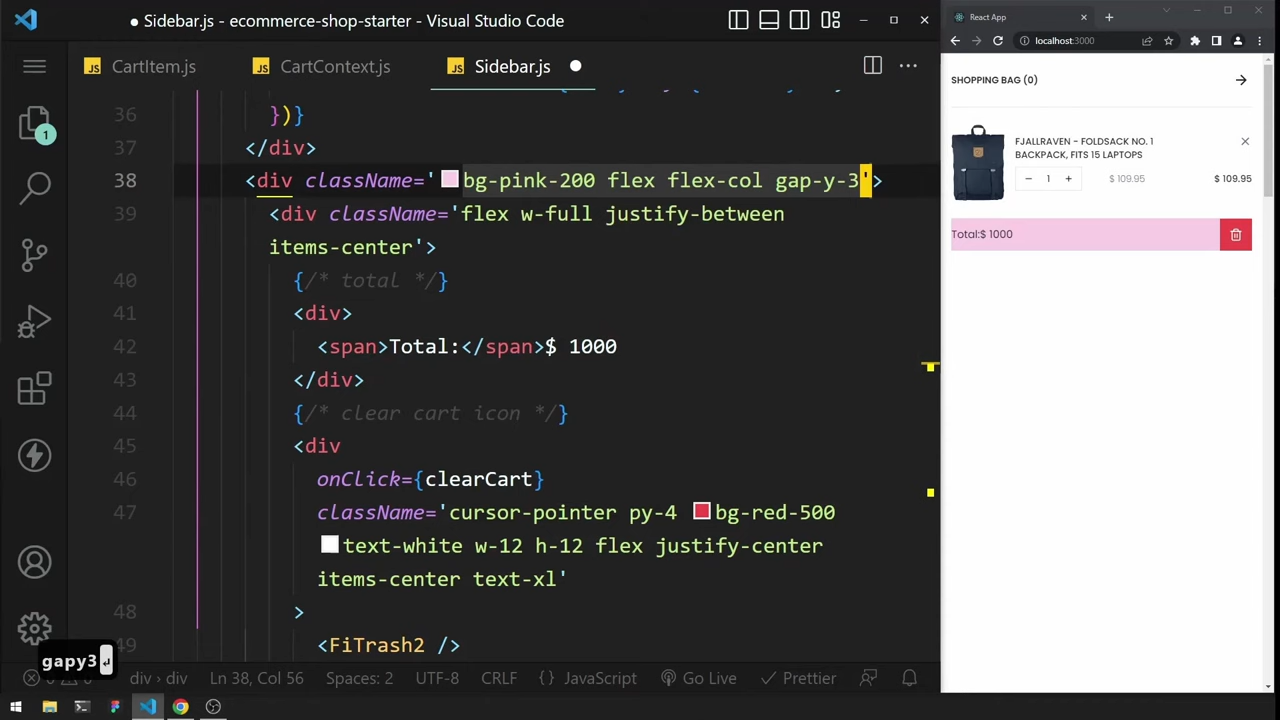 Sidebar.js - ecommerce-shop-starter - Visual Studio Code
CartItem.js
CartContext.js
Sidebar.js
36
})}
37
</div>
38
<div className='bg-pink-200 flex flex-col gap-y-3'>
39
<div className='flex w-full justify-between
items-center'>
40
{/* total */}
41
<div>
42
<span>Total:</span>$ 1000
43
</div>
44
{/* clear cart icon */}
45
<div
46
onClick={clearCart}
47
className='cursor-pointer py-4 bg-red-500
text-white w-12 h-12 flex justify-center
items-center text-xl'
48
>
49
<FiTrash2 />
1
gapy3
div › div
Ln 38, Col 56
Spaces: 2
UTF-8
CRLF
{} JavaScript
Go Live
Prettier
React App
localhost:3000
SHOPPING BAG (0)
FJALLRAVEN - FOLDSACK NO. 1
BACKPACK, FITS 15 LAPTOPS
− 1 + $ 109.95 $ 109.95
Total:$ 1000